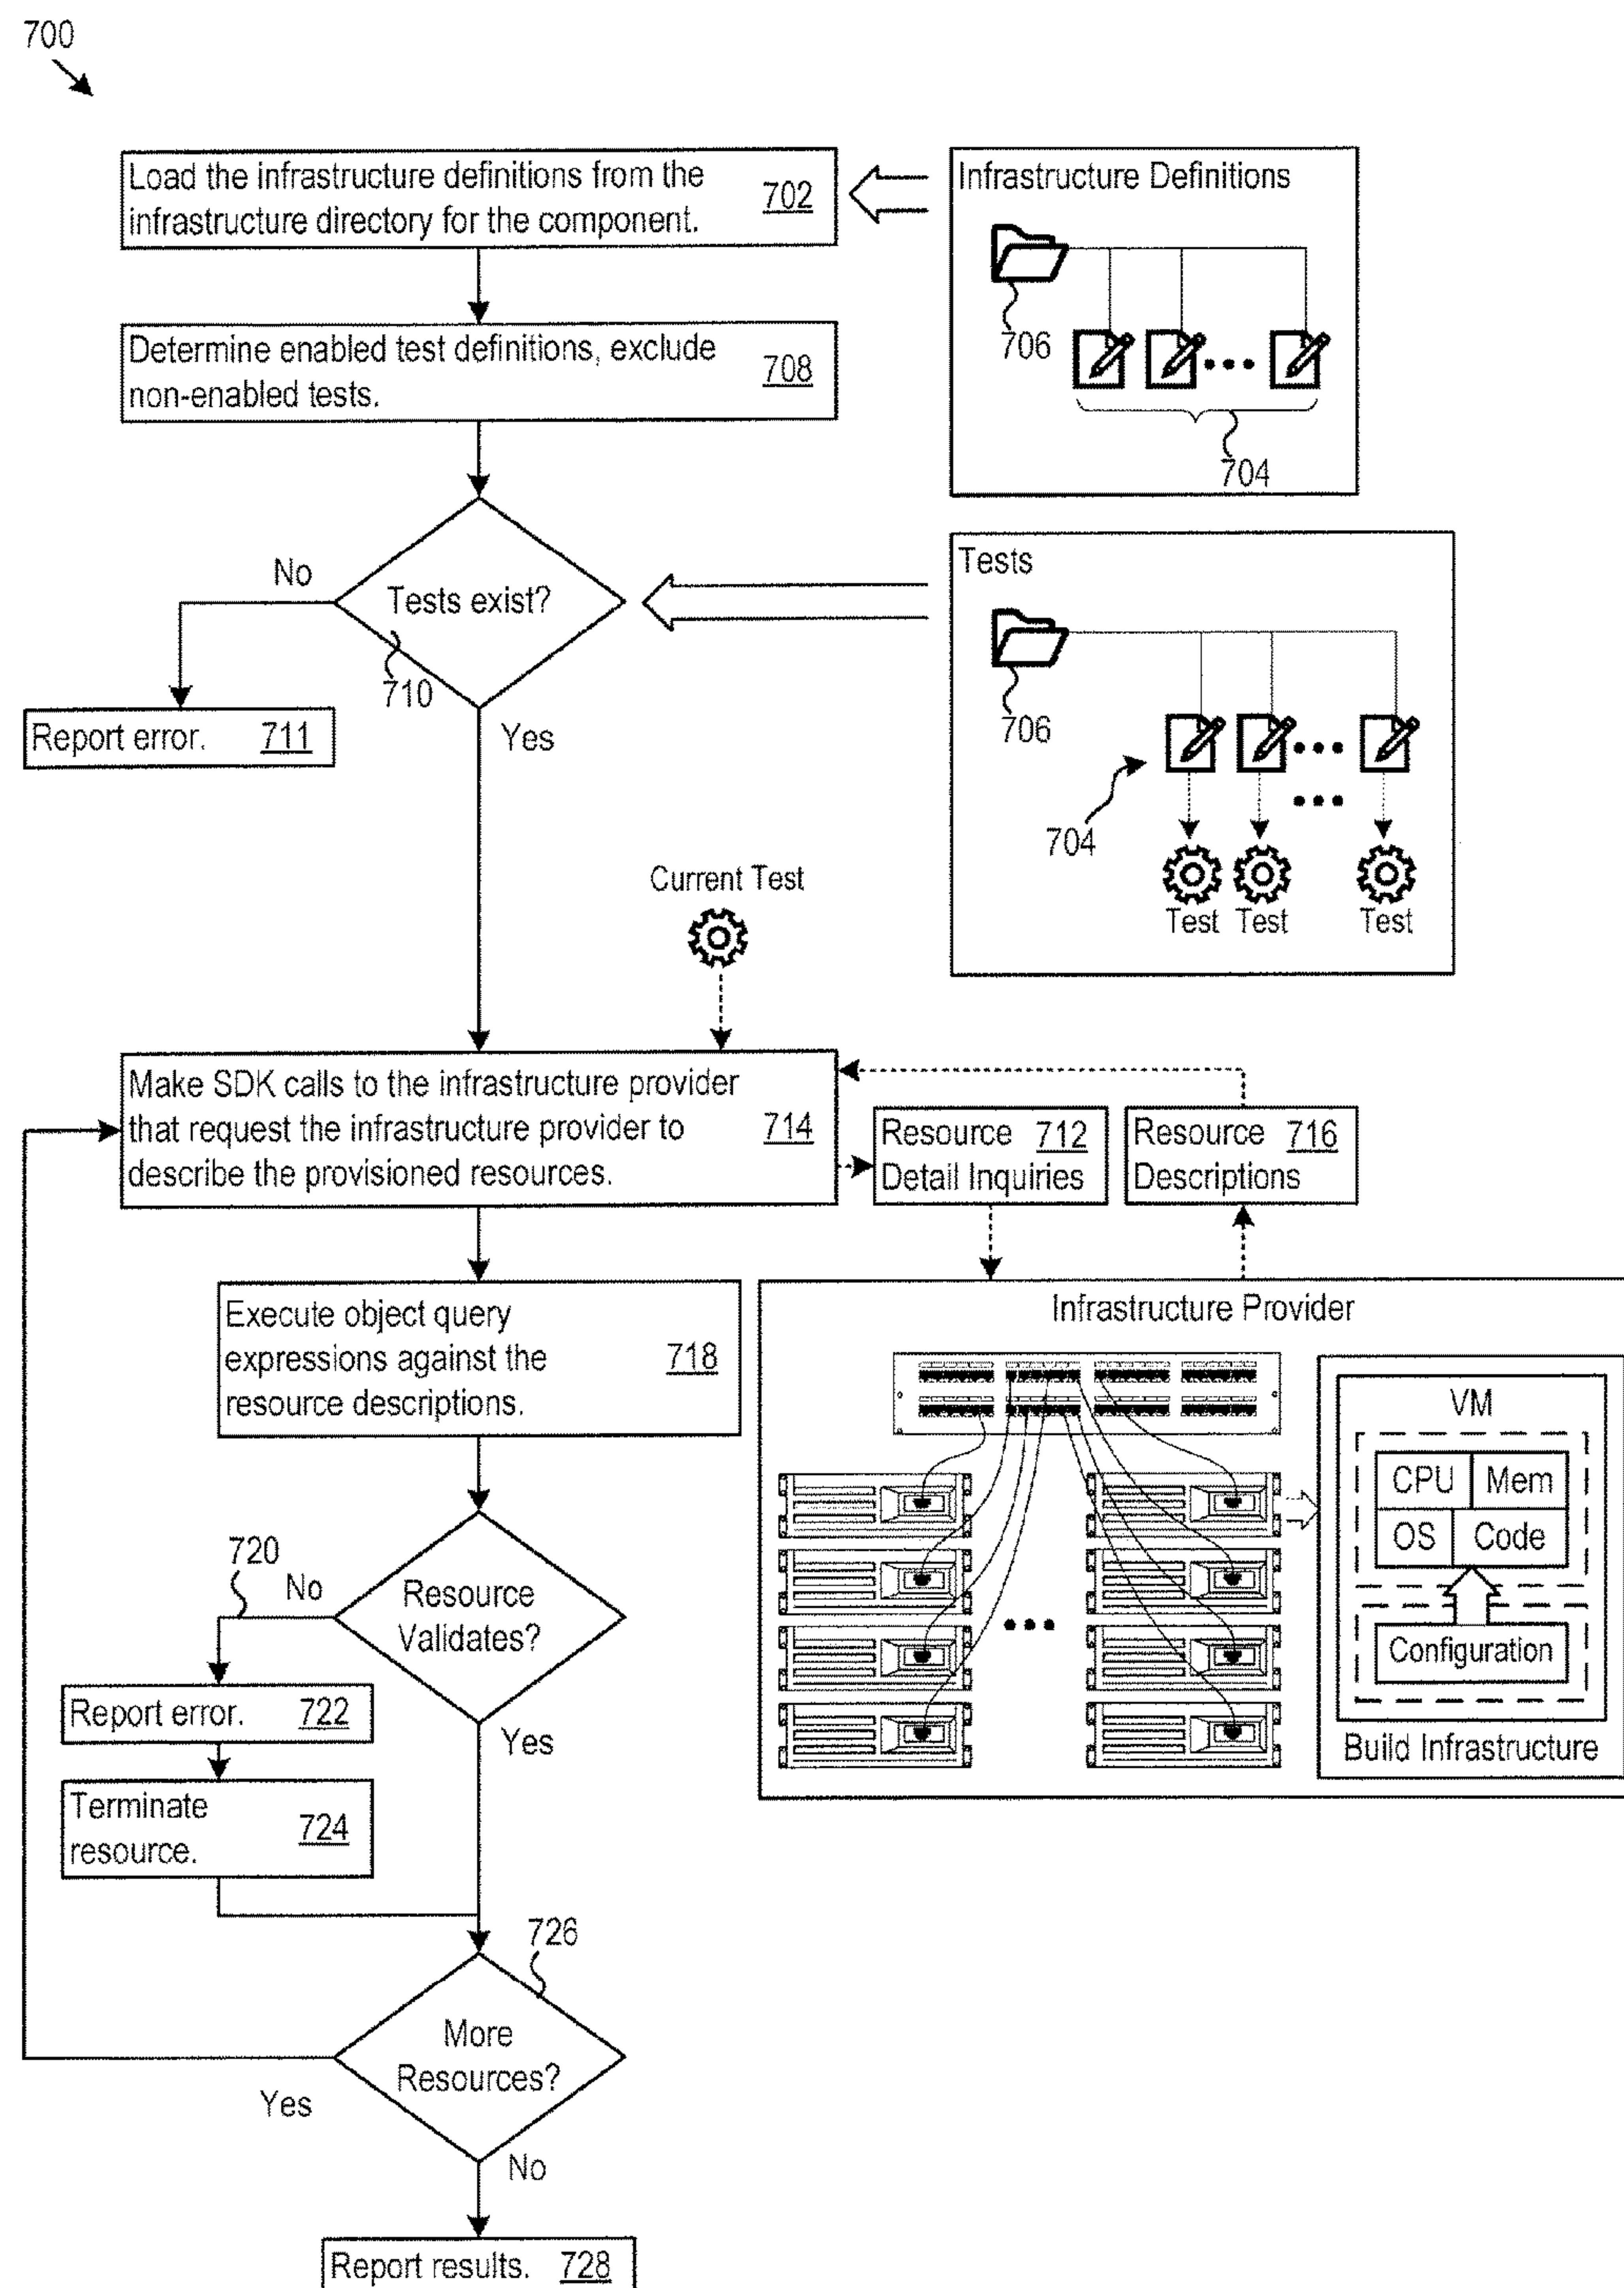 700
Load the infrastructure definitions from the
infrastructure directory for the component.
702
Infrastructure Definitions
706
704
Determine enabled test definitions, exclude
non-enabled tests.
708
Tests exist?
710
No
Yes
Report error. 711
Tests
706
704
Test Test Test
Current Test
Make SDK calls to the infrastructure provider
that request the infrastructure provider to
describe the provisioned resources.
714
Resource 712
Detail Inquiries
Resource 716
Descriptions
Execute object query
expressions against the
resource descriptions.
718
Infrastructure Provider
VM
CPU Mem
OS Code
Configuration
Build Infrastructure
720
No
Resource
Validates?
Yes
Report error. 722
Terminate
resource.
724
726
More
Resources?
Yes
No
Report results. 728